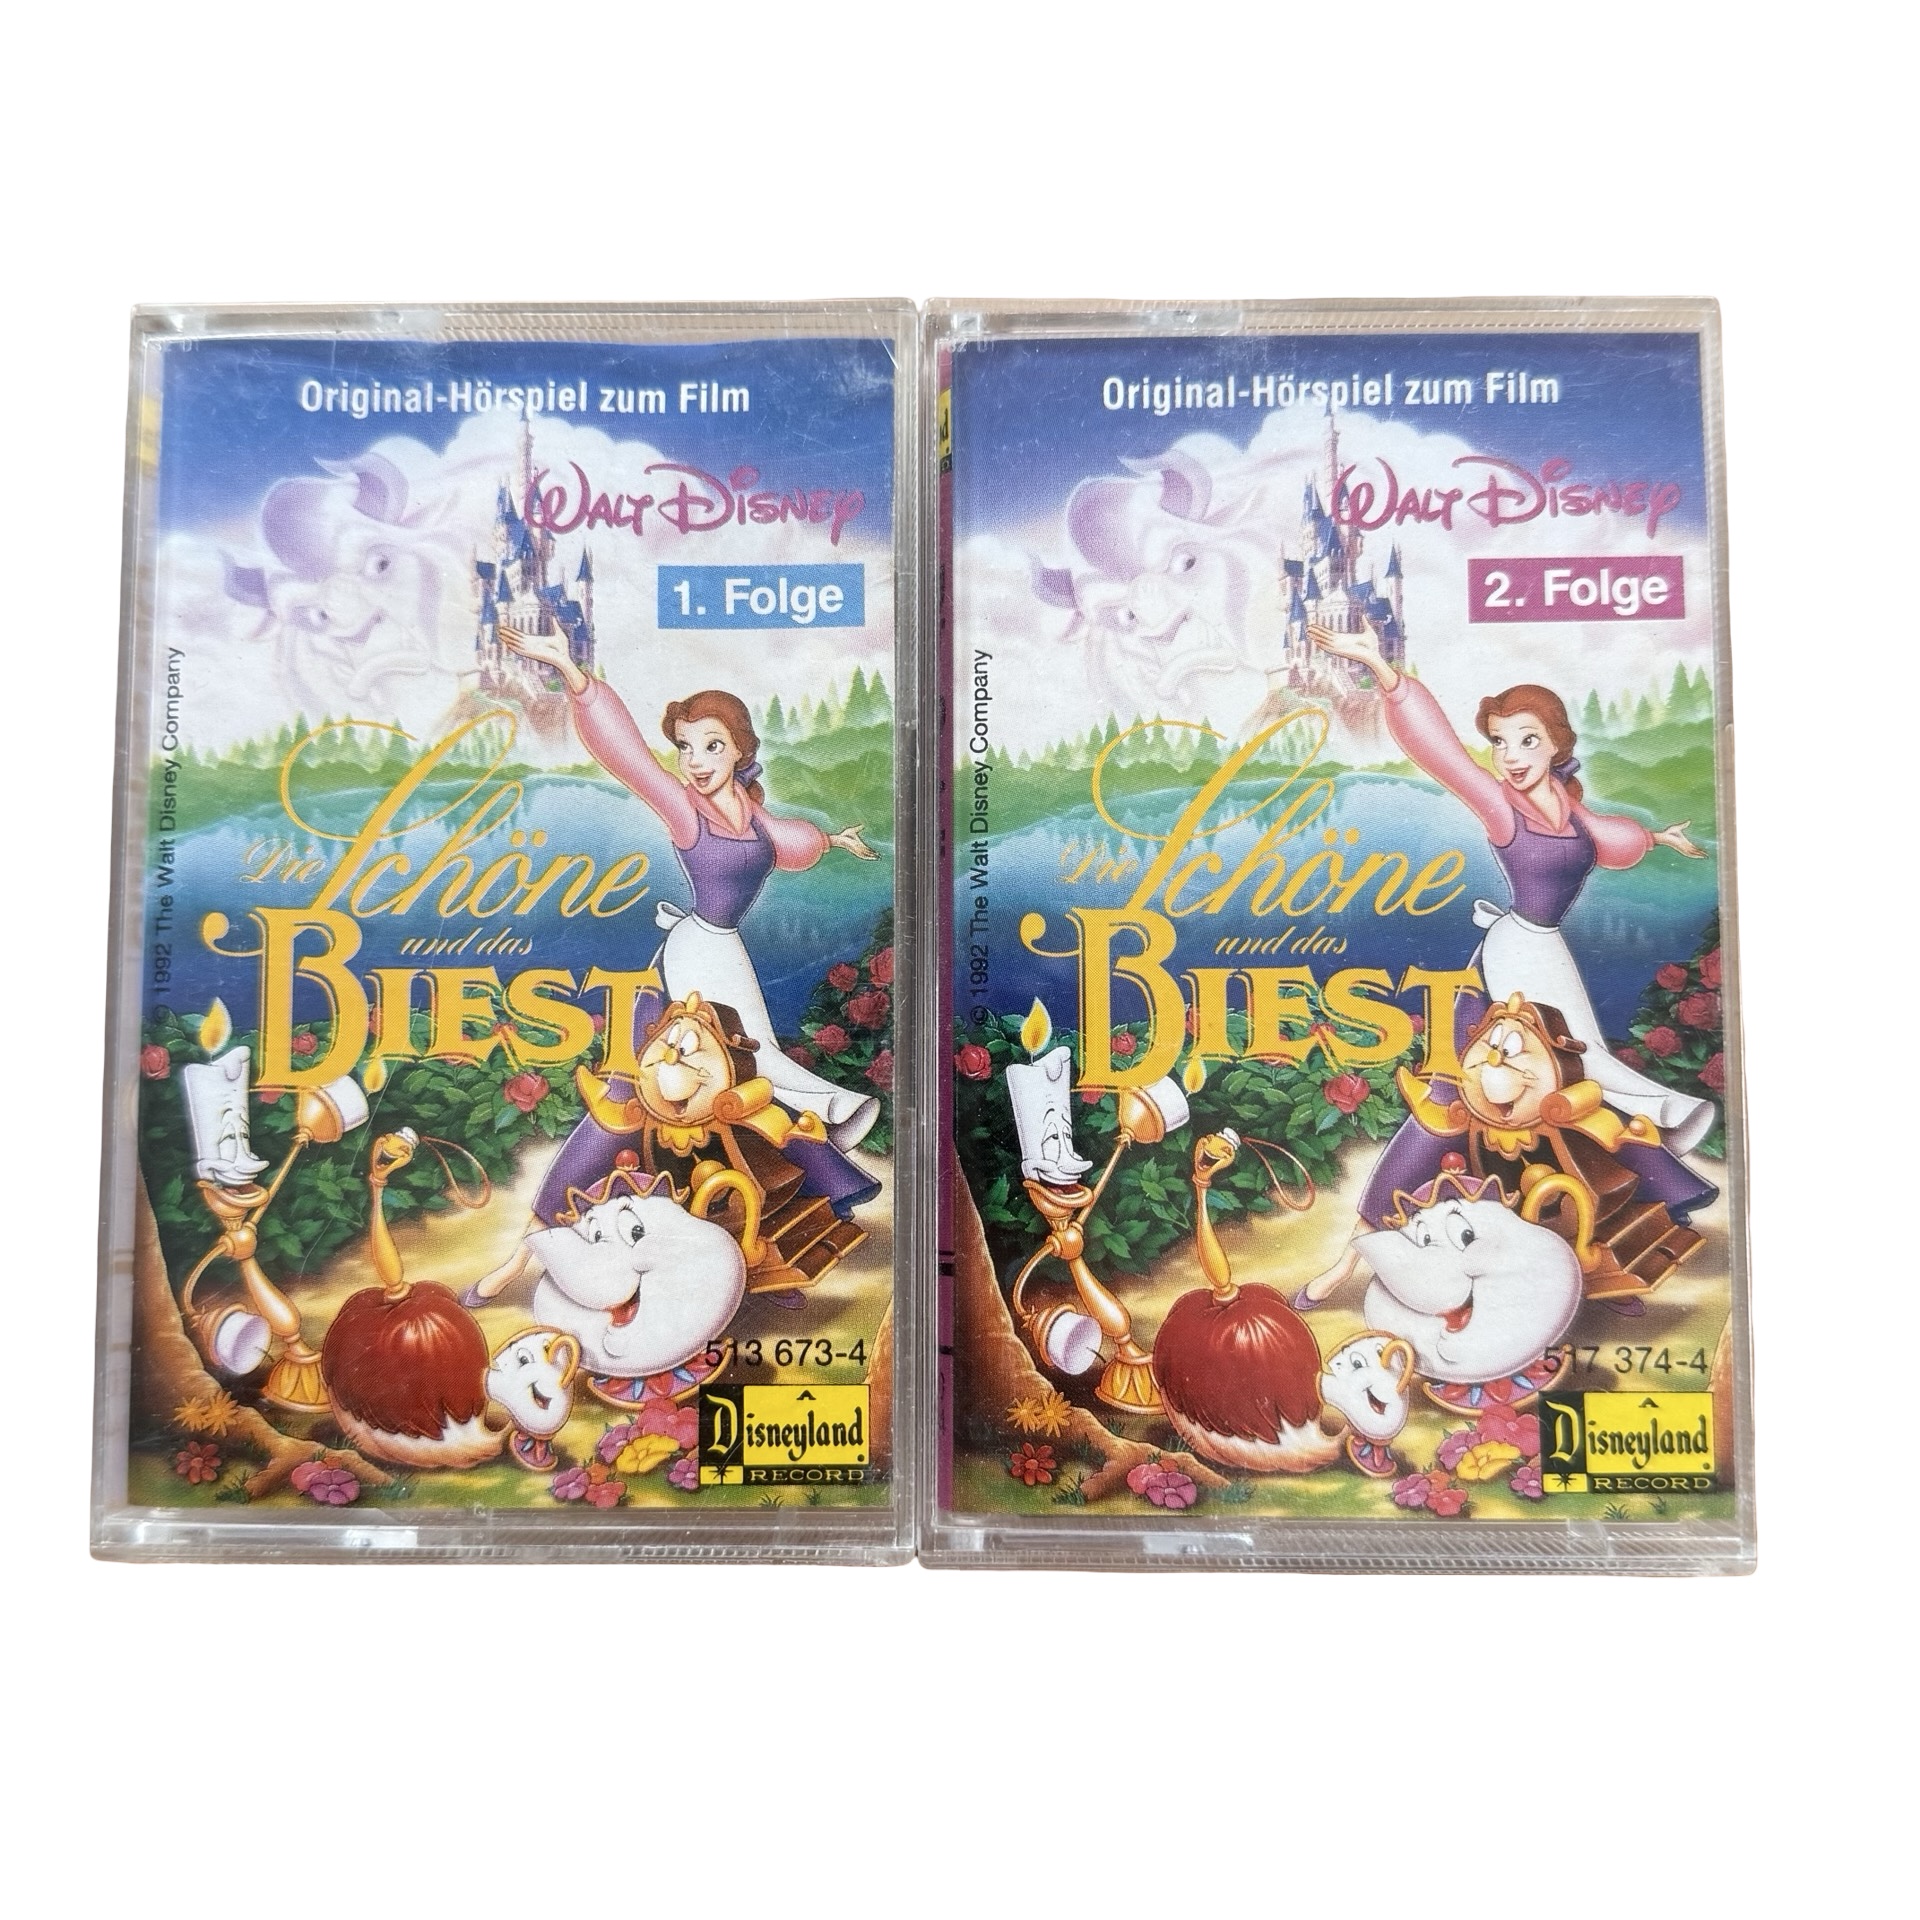 Original-Hörspiel zum Film
WALT DISNEY
1. Folge
© 1992 The Walt Disney Company
Die Schöne
und das
BIEST
513 673-4
A
Disneyland
RECORD
Original-Hörspiel zum Film
WALT DISNEY
2. Folge
© 1992 The Walt Disney Company
Die Schöne
und das
BIEST
517 374-4
A
Disneyland
RECORD